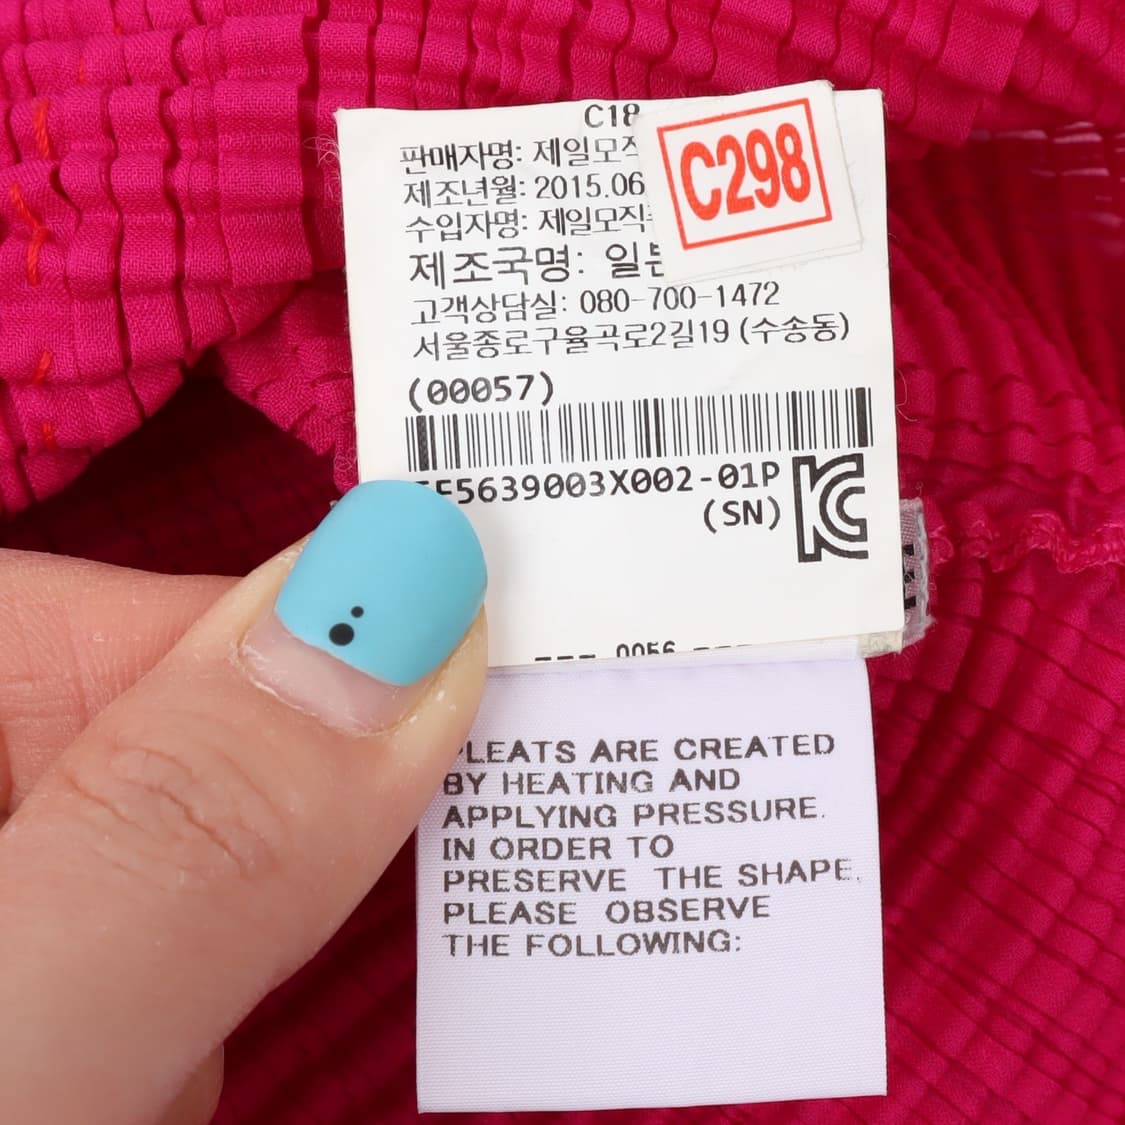 C18
C298
판매자명: 제일모직
제조년월: 2015.06
수입자명: 제일모직
제조국명: 일본
고객상담실: 080-700-1472
서울종로구율곡로2길19 (수송동)
(00057)
5639003X002-01P
(SN)
KC
PLEATS ARE CREATED
BY HEATING AND
APPLYING PRESSURE.
IN ORDER TO
PRESERVE THE SHAPE,
PLEASE OBSERVE
THE FOLLOWING: